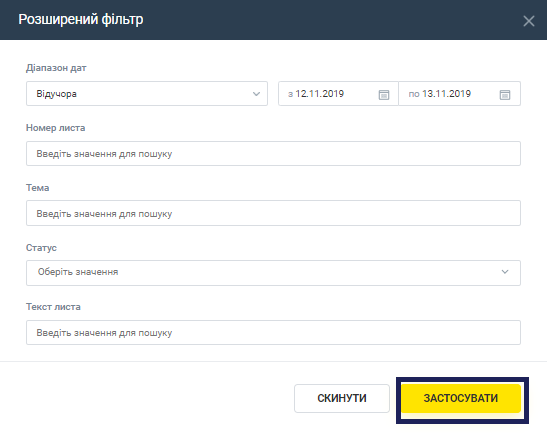 Розширений фільтр
Діапазон дат
Відучора з 12.11.2019 по 13.11.2019
Номер листа
Введіть значення для пошуку
Тема
Введіть значення для пошуку
Статус
Оберіть значення
Текст листа
Введіть значення для пошуку
СКИНУТИ ЗАСТОСУВАТИ